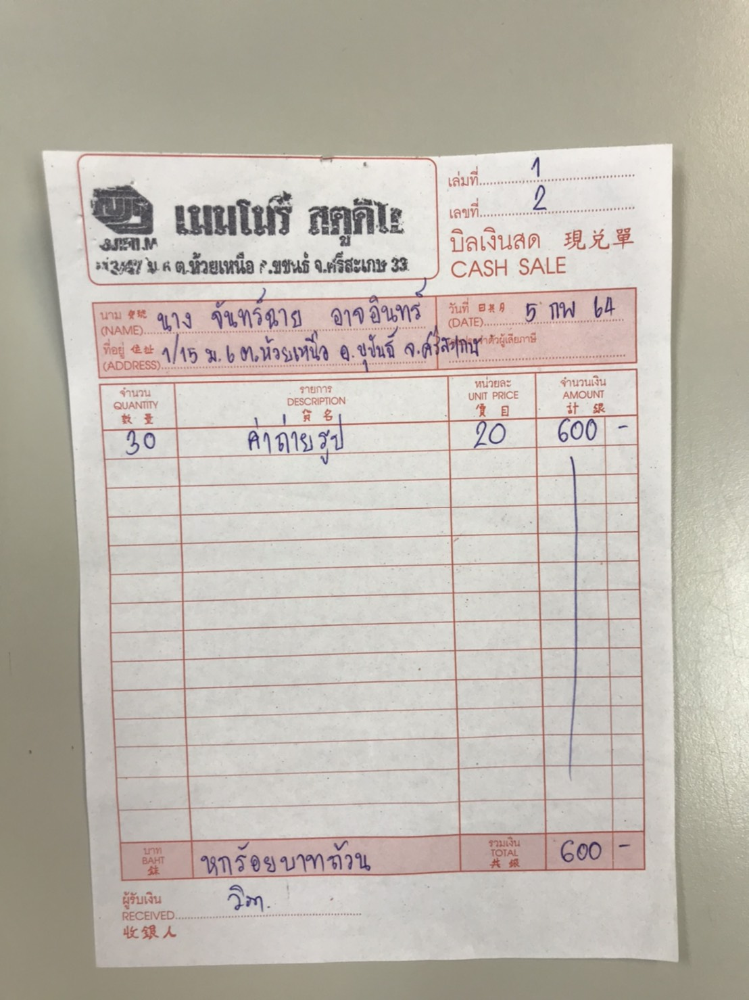 เล่มที่ 1
เลขที่ 2
เมมโมรี่ สตูดิโอ
ต.ห้วยเหนือ อ.ขุขันธ์ จ.ศรีสะเกษ 33
บิลเงินสด 現兑單
CASH SALE
นาม 寶號 (NAME) นาง จันทร์ฉาย อาจอินทร์
วันที่ 日其月 (DATE) 5 กพ 64
ที่อยู่ 住址 (ADDRESS) 1/15 ม.6 ต.ห้วยเหนือ อ.ขุขันธ์ จ.ศรีสะเกษ
ประจำตัวผู้เสียภาษี
จำนวน รายการ หน่วยละ จำนวนเงิน
QUANTITY DESCRIPTION UNIT PRICE AMOUNT
數量 貨名 價目 計銀
30 ค่าถ่ายรูป 20 600 -
บาท BAHT 銖 หกร้อยบาทถ้วน รวมเงิน TOTAL 共銀 600 -
ผู้รับเงิน
RECEIVED
收銀人